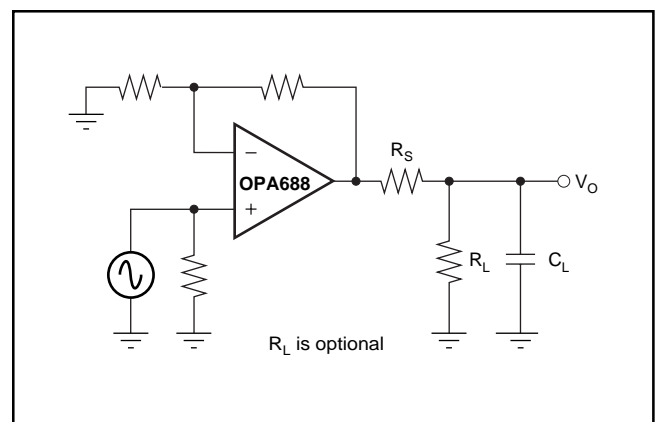 R_S
−
OPA688
+
V_O
R_L
C_L
R_L is optional